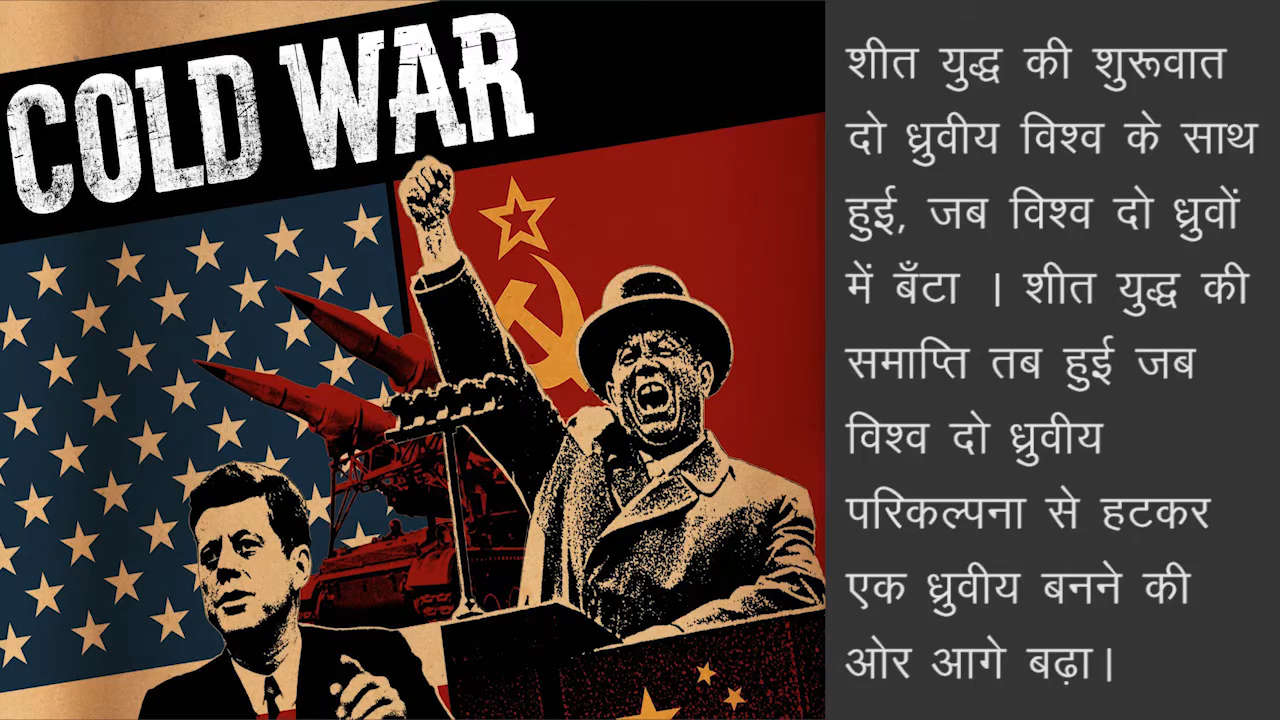 COLD WAR
शीत युद्ध की शुरूवात
दो ध्रुवीय विश्व के साथ
हुई, जब विश्व दो ध्रुवों
में बँटा । शीत युद्ध की
समाप्ति तब हुई जब
विश्व दो ध्रुवीय
परिकल्पना से हटकर
एक ध्रुवीय बनने की
ओर आगे बढ़ा।